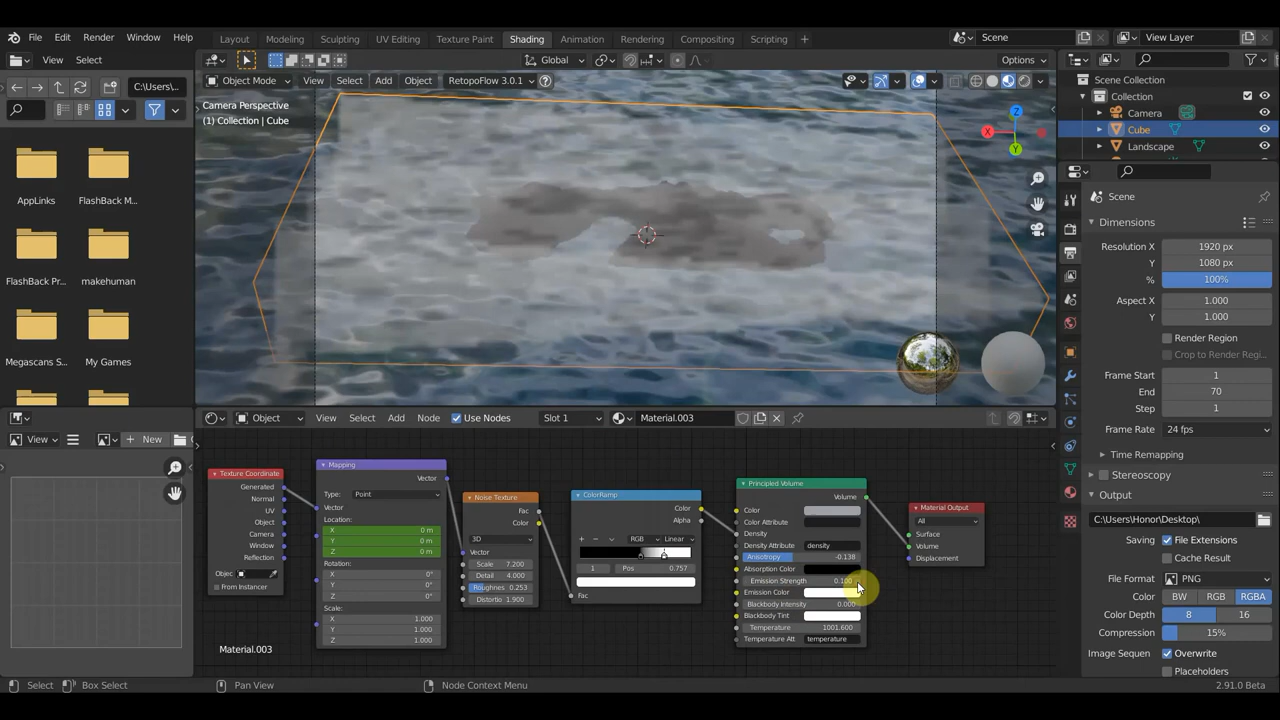 File Edit Render Window Help
Layout Modeling Sculpting UV Editing Texture Paint Shading Animation Rendering Compositing Scripting +
Scene
View Layer
View Select
Global
Options
C:\Users\...
Object Mode View Select Add Object RetopoFlow 3.0.1
Camera Perspective
(1) Collection | Cube
X
Y
Z
AppLinks
FlashBack M...
FlashBack Pr...
makehuman
Megascans S...
My Games
Scene Collection
Collection
Camera
Cube
Landscape
Scene
Dimensions
Resolution X 1920 px
Y 1080 px
% 100%
Aspect X 1.000
Y 1.000
Render Region
Crop to Render Regi...
Frame Start 1
End 70
Step 1
Frame Rate 24 fps
Time Remapping
Stereoscopy
Output
C:\Users\Honor\Desktop\
Saving File Extensions
Cache Result
File Format PNG
Color BW RGB RGBA
Color Depth 8 16
Compression 15%
Image Sequen Overwrite
Placeholders
View + New
Object View Select Add Node Use Nodes Slot 1 Material.003
Texture Coordinate
Generated
Normal
UV
Object
Camera
Window
Reflection
Objec
From Instancer
Mapping
Vector
Type: Point
Vector
Location:
X 0 m
Y 0 m
Z 0 m
Rotation:
X 0°
Y 0°
Z 0°
Scale:
X 1.000
Y 1.000
Z 1.000
Noise Texture
Fac
Color
3D
Vector
Scale 7.200
Detail 4.000
Roughnes 0.253
Distortio 1.900
ColorRamp
Color
Alpha
+ − RGB Linear
1 Pos 0.757
Fac
Principled Volume
Volume
Color
Color Attribute
Density
Density Attribute density
Anisotropy -0.138
Absorption Color
Emission Strength 0.100
Emission Color
Blackbody Intensity 0.000
Blackbody Tint
Temperature 1001.600
Temperature Att temperature
Material Output
All
Surface
Volume
Displacement
Material.003
Select Box Select Pan View Node Context Menu 2.91.0 Beta